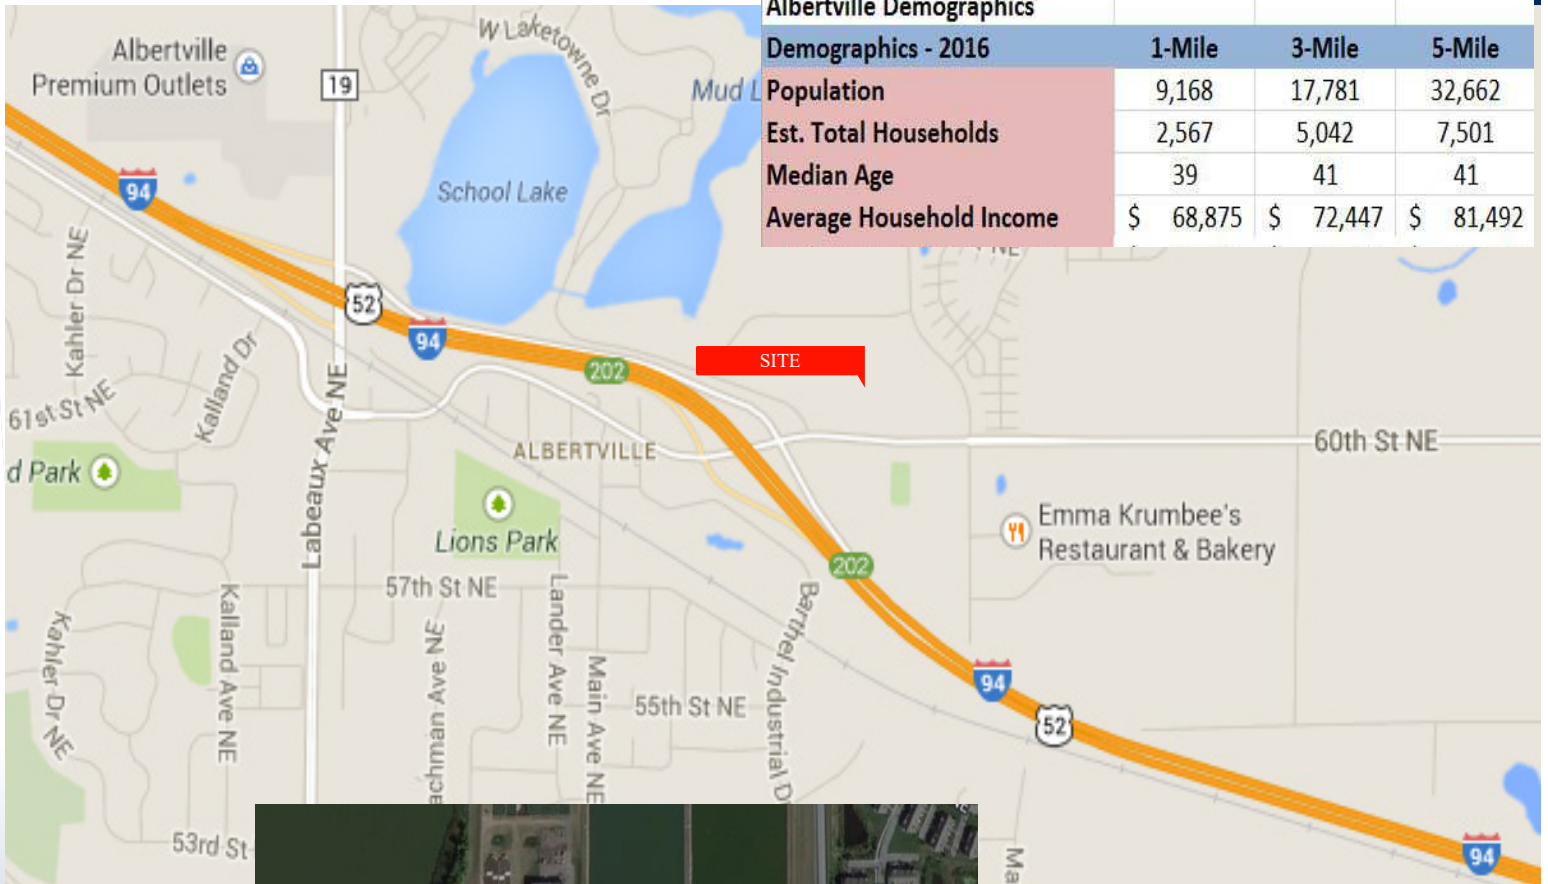 Albertville Demographics
Demographics - 2016 1-Mile 3-Mile 5-Mile
Population 9,168 17,781 32,662
Est. Total Households 2,567 5,042 7,501
Median Age 39 41 41
Average Household Income $ 68,875 $ 72,447 $ 81,492
Albertville
Premium Outlets
19
W Laketowne Dr
Mud L
School Lake
94
52
94
202
SITE
NE
Kahler Dr NE
Kalland Dr
61st St NE
Labeaux Ave NE
ALBERTVILLE
60th St NE
d Park
Lions Park
Emma Krumbee's
Restaurant & Bakery
202
57th St NE
Kahler Dr NE
Kalland Ave NE
achman Ave NE
Lander Ave NE
Main Ave NE
55th St NE
Barthel Industrial D
94
52
53rd St
Ma
94